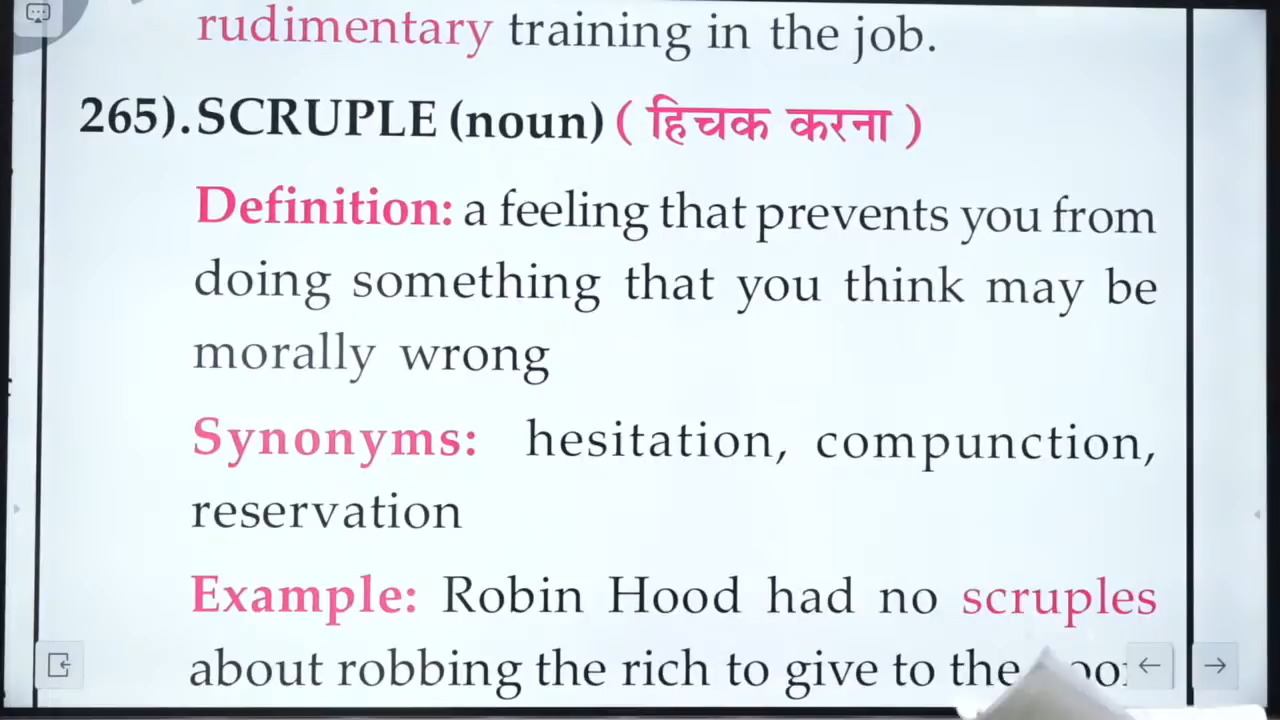 rudimentary training in the job.
265).SCRUPLE (noun) ( हिचक करना )
Definition: a feeling that prevents you from
doing something that you think may be
morally wrong
Synonyms: hesitation, compunction,
reservation
Example: Robin Hood had no scruples
about robbing the rich to give to the